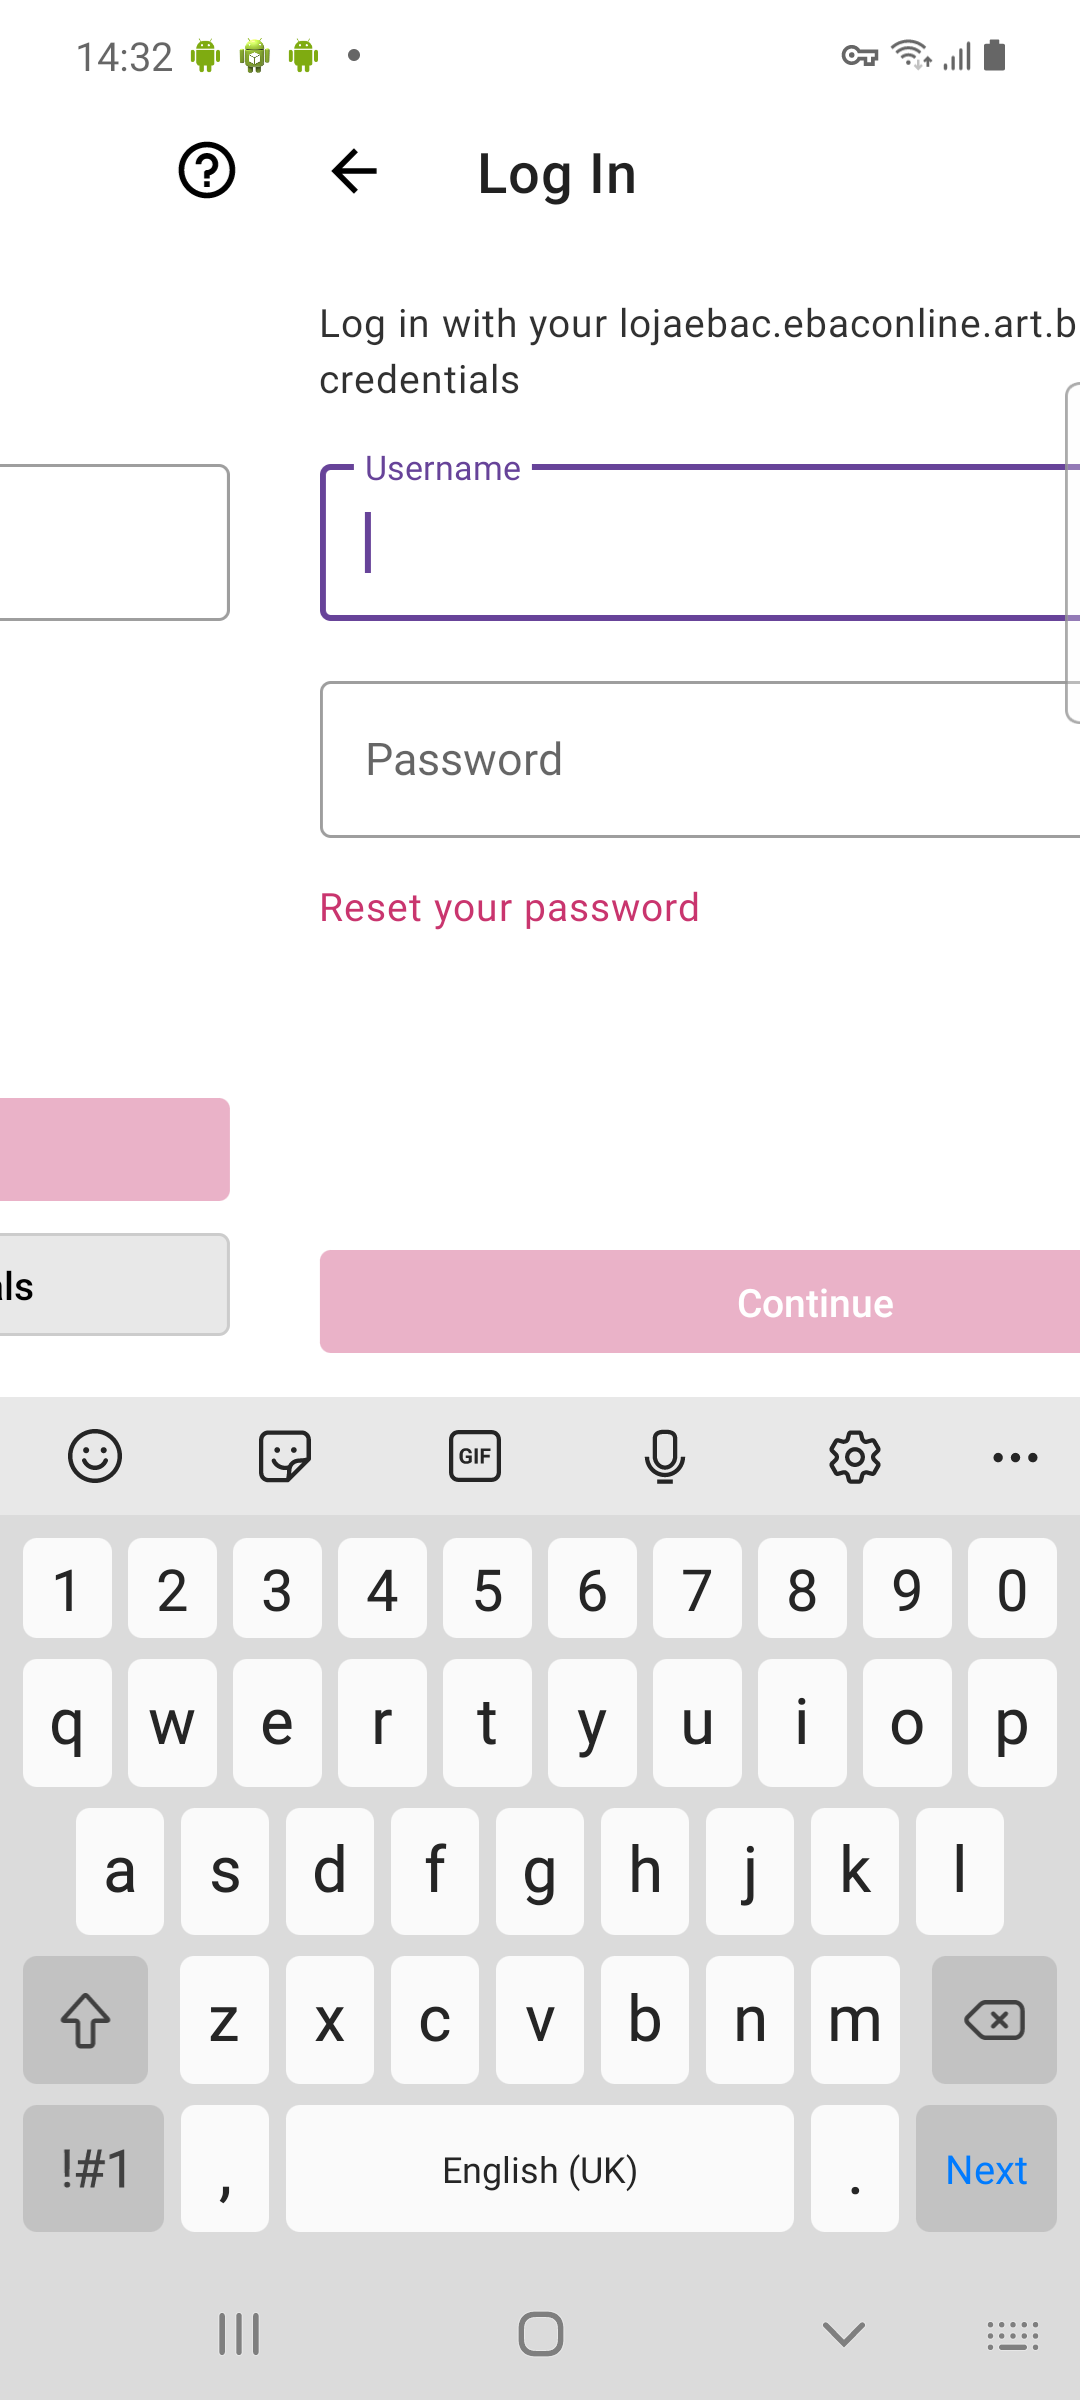 14:32
Log In
Log in with your lojaebac.ebaconline.art.b
credentials
Username
Password
Reset your password
als
Continue
GIF
1 2 3 4 5 6 7 8 9 0
q w e r t y u i o p
a s d f g h j k l
z x c v b n m
!#1 , English (UK) . Next